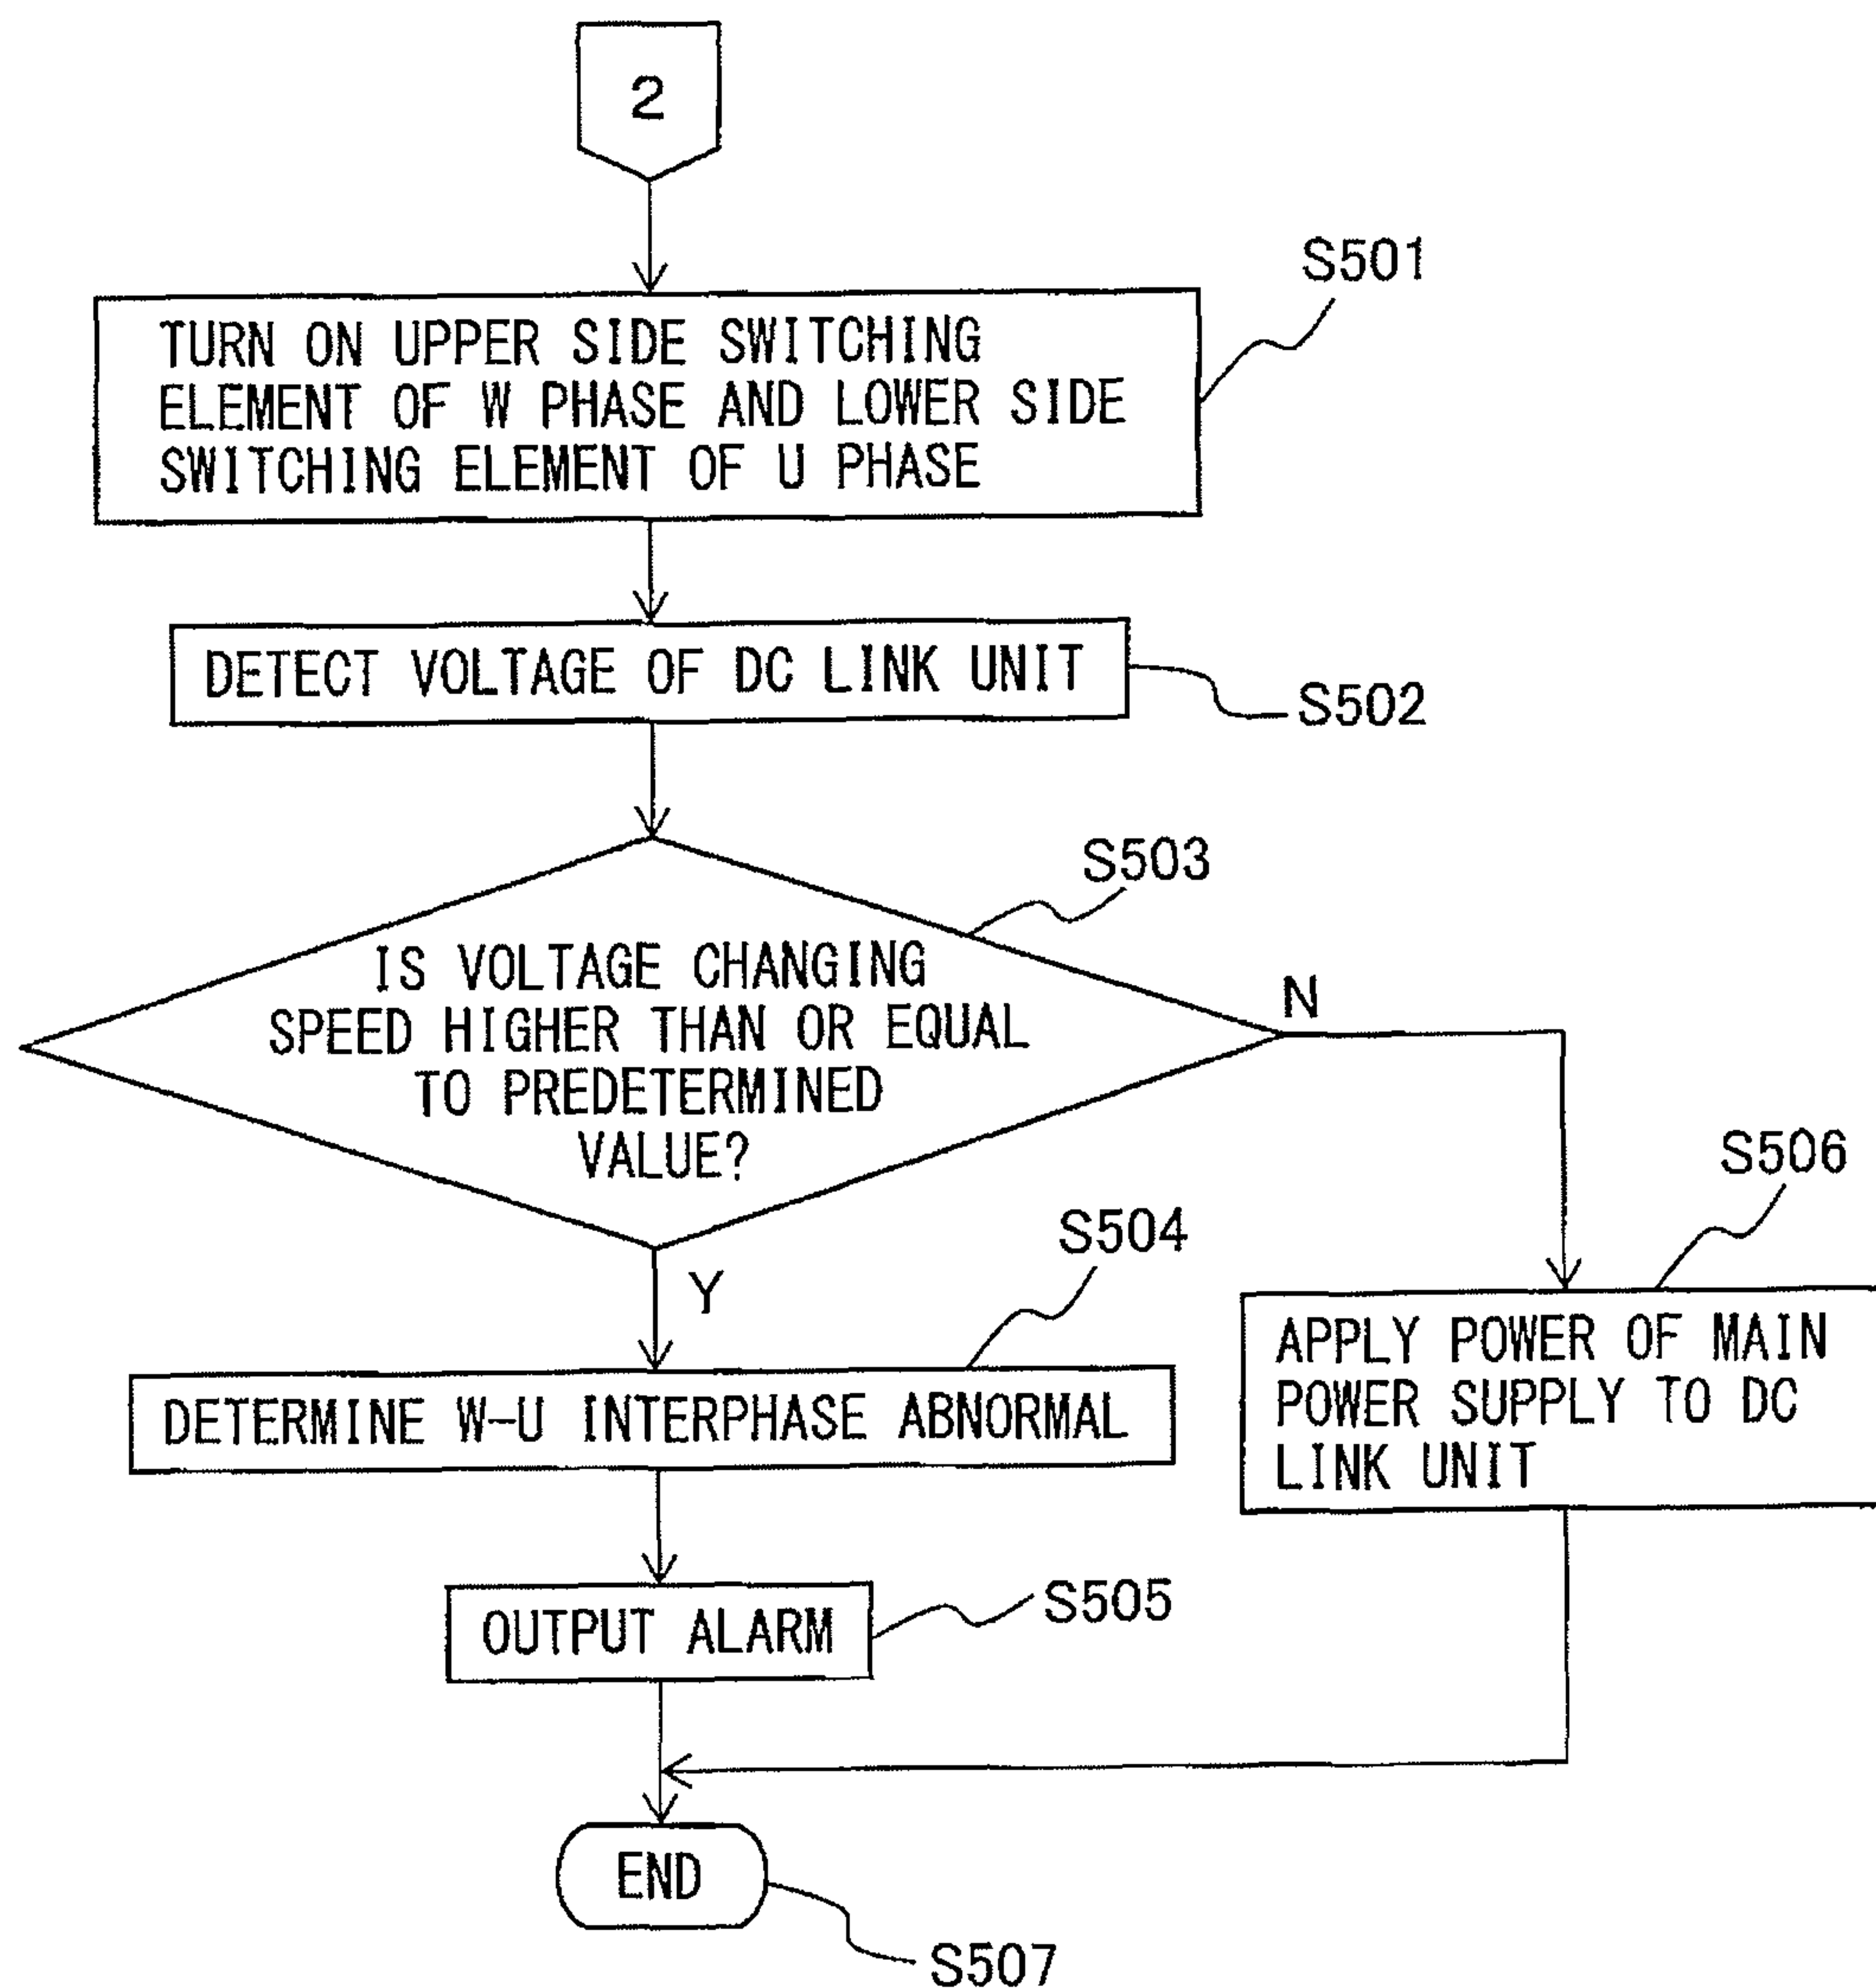 2
S501
TURN ON UPPER SIDE SWITCHING
ELEMENT OF W PHASE AND LOWER SIDE
SWITCHING ELEMENT OF U PHASE
DETECT VOLTAGE OF DC LINK UNIT
S502
S503
IS VOLTAGE CHANGING
SPEED HIGHER THAN OR EQUAL
TO PREDETERMINED
VALUE?
N
Y
S504
DETERMINE W-U INTERPHASE ABNORMAL
S506
APPLY POWER OF MAIN
POWER SUPPLY TO DC
LINK UNIT
OUTPUT ALARM
S505
END
S507